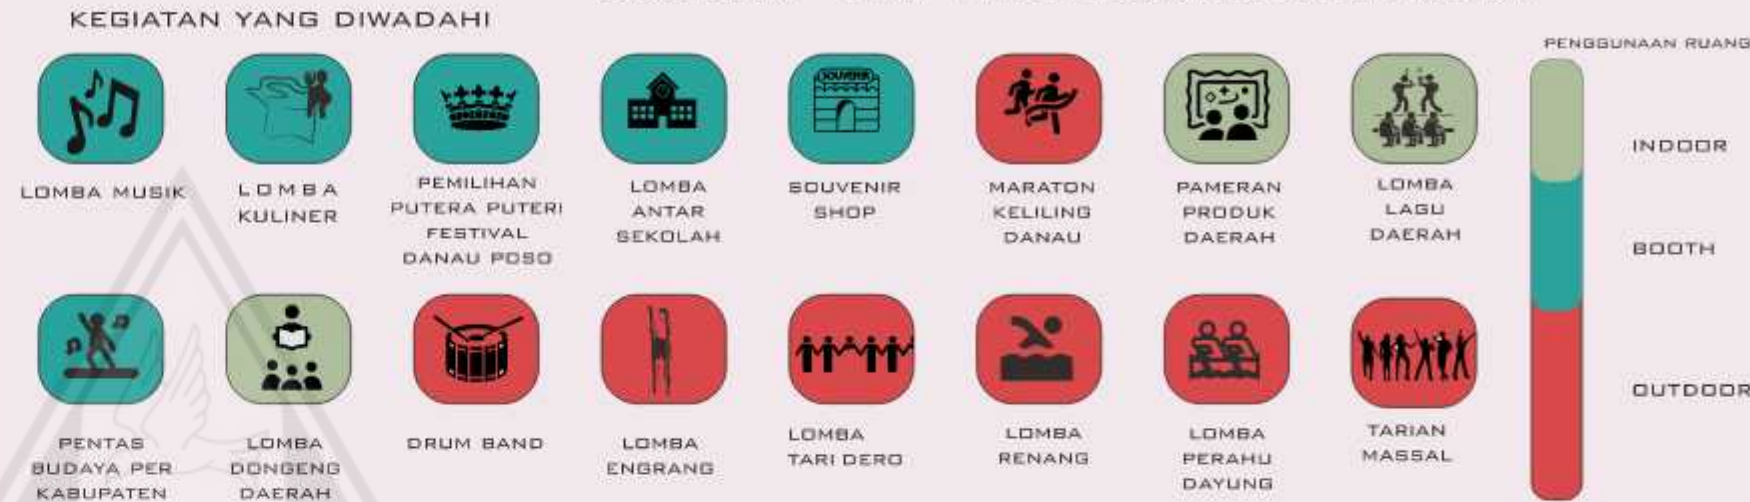 KEGIATAN YANG DIWADAHI
PENGGUNAAN RUANG
SOUVENIR
LOMBA MUSIK
LOMBA
KULINER
PEMILIHAN
PUTERA PUTERI
FESTIVAL
DANAU POSO
LOMBA
ANTAR
SEKOLAH
SOUVENIR
SHOP
MARATON
KELILING
DANAU
PAMERAN
PRODUK
DAERAH
LOMBA
LAGU
DAERAH
PENTAS
BUDAYA PER
KABUPATEN
LOMBA
DONGENG
DAERAH
DRUM BAND
LOMBA
ENGRANG
LOMBA
TARI DERO
LOMBA
RENANG
LOMBA
PERAHU
DAYUNG
TARIAN
MASSAL
INDOOR
BOOTH
OUTDOOR